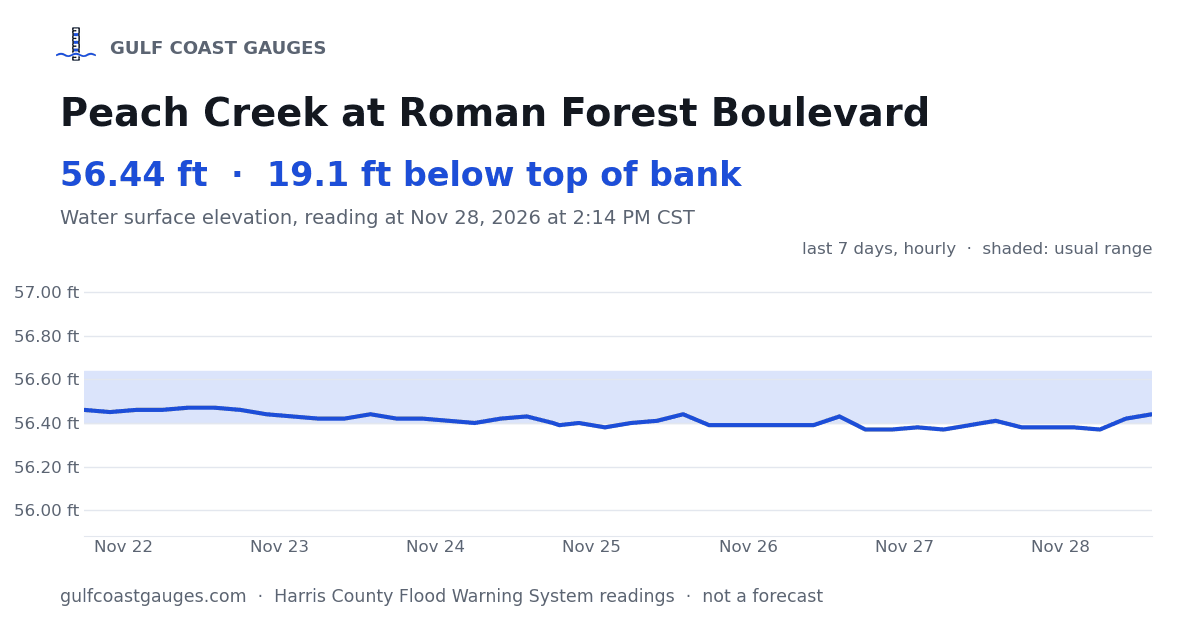 GULF COAST GAUGES
Peach Creek at Roman Forest Boulevard
56.44 ft · 19.1 ft below top of bank
Water surface elevation, reading at Nov 28, 2026 at 2:14 PM CST
last 7 days, hourly · shaded: usual range
57.00 ft
56.80 ft
56.60 ft
56.40 ft
56.20 ft
56.00 ft
Nov 22 Nov 23 Nov 24 Nov 25 Nov 26 Nov 27 Nov 28
gulfcoastgauges.com · Harris County Flood Warning System readings · not a forecast